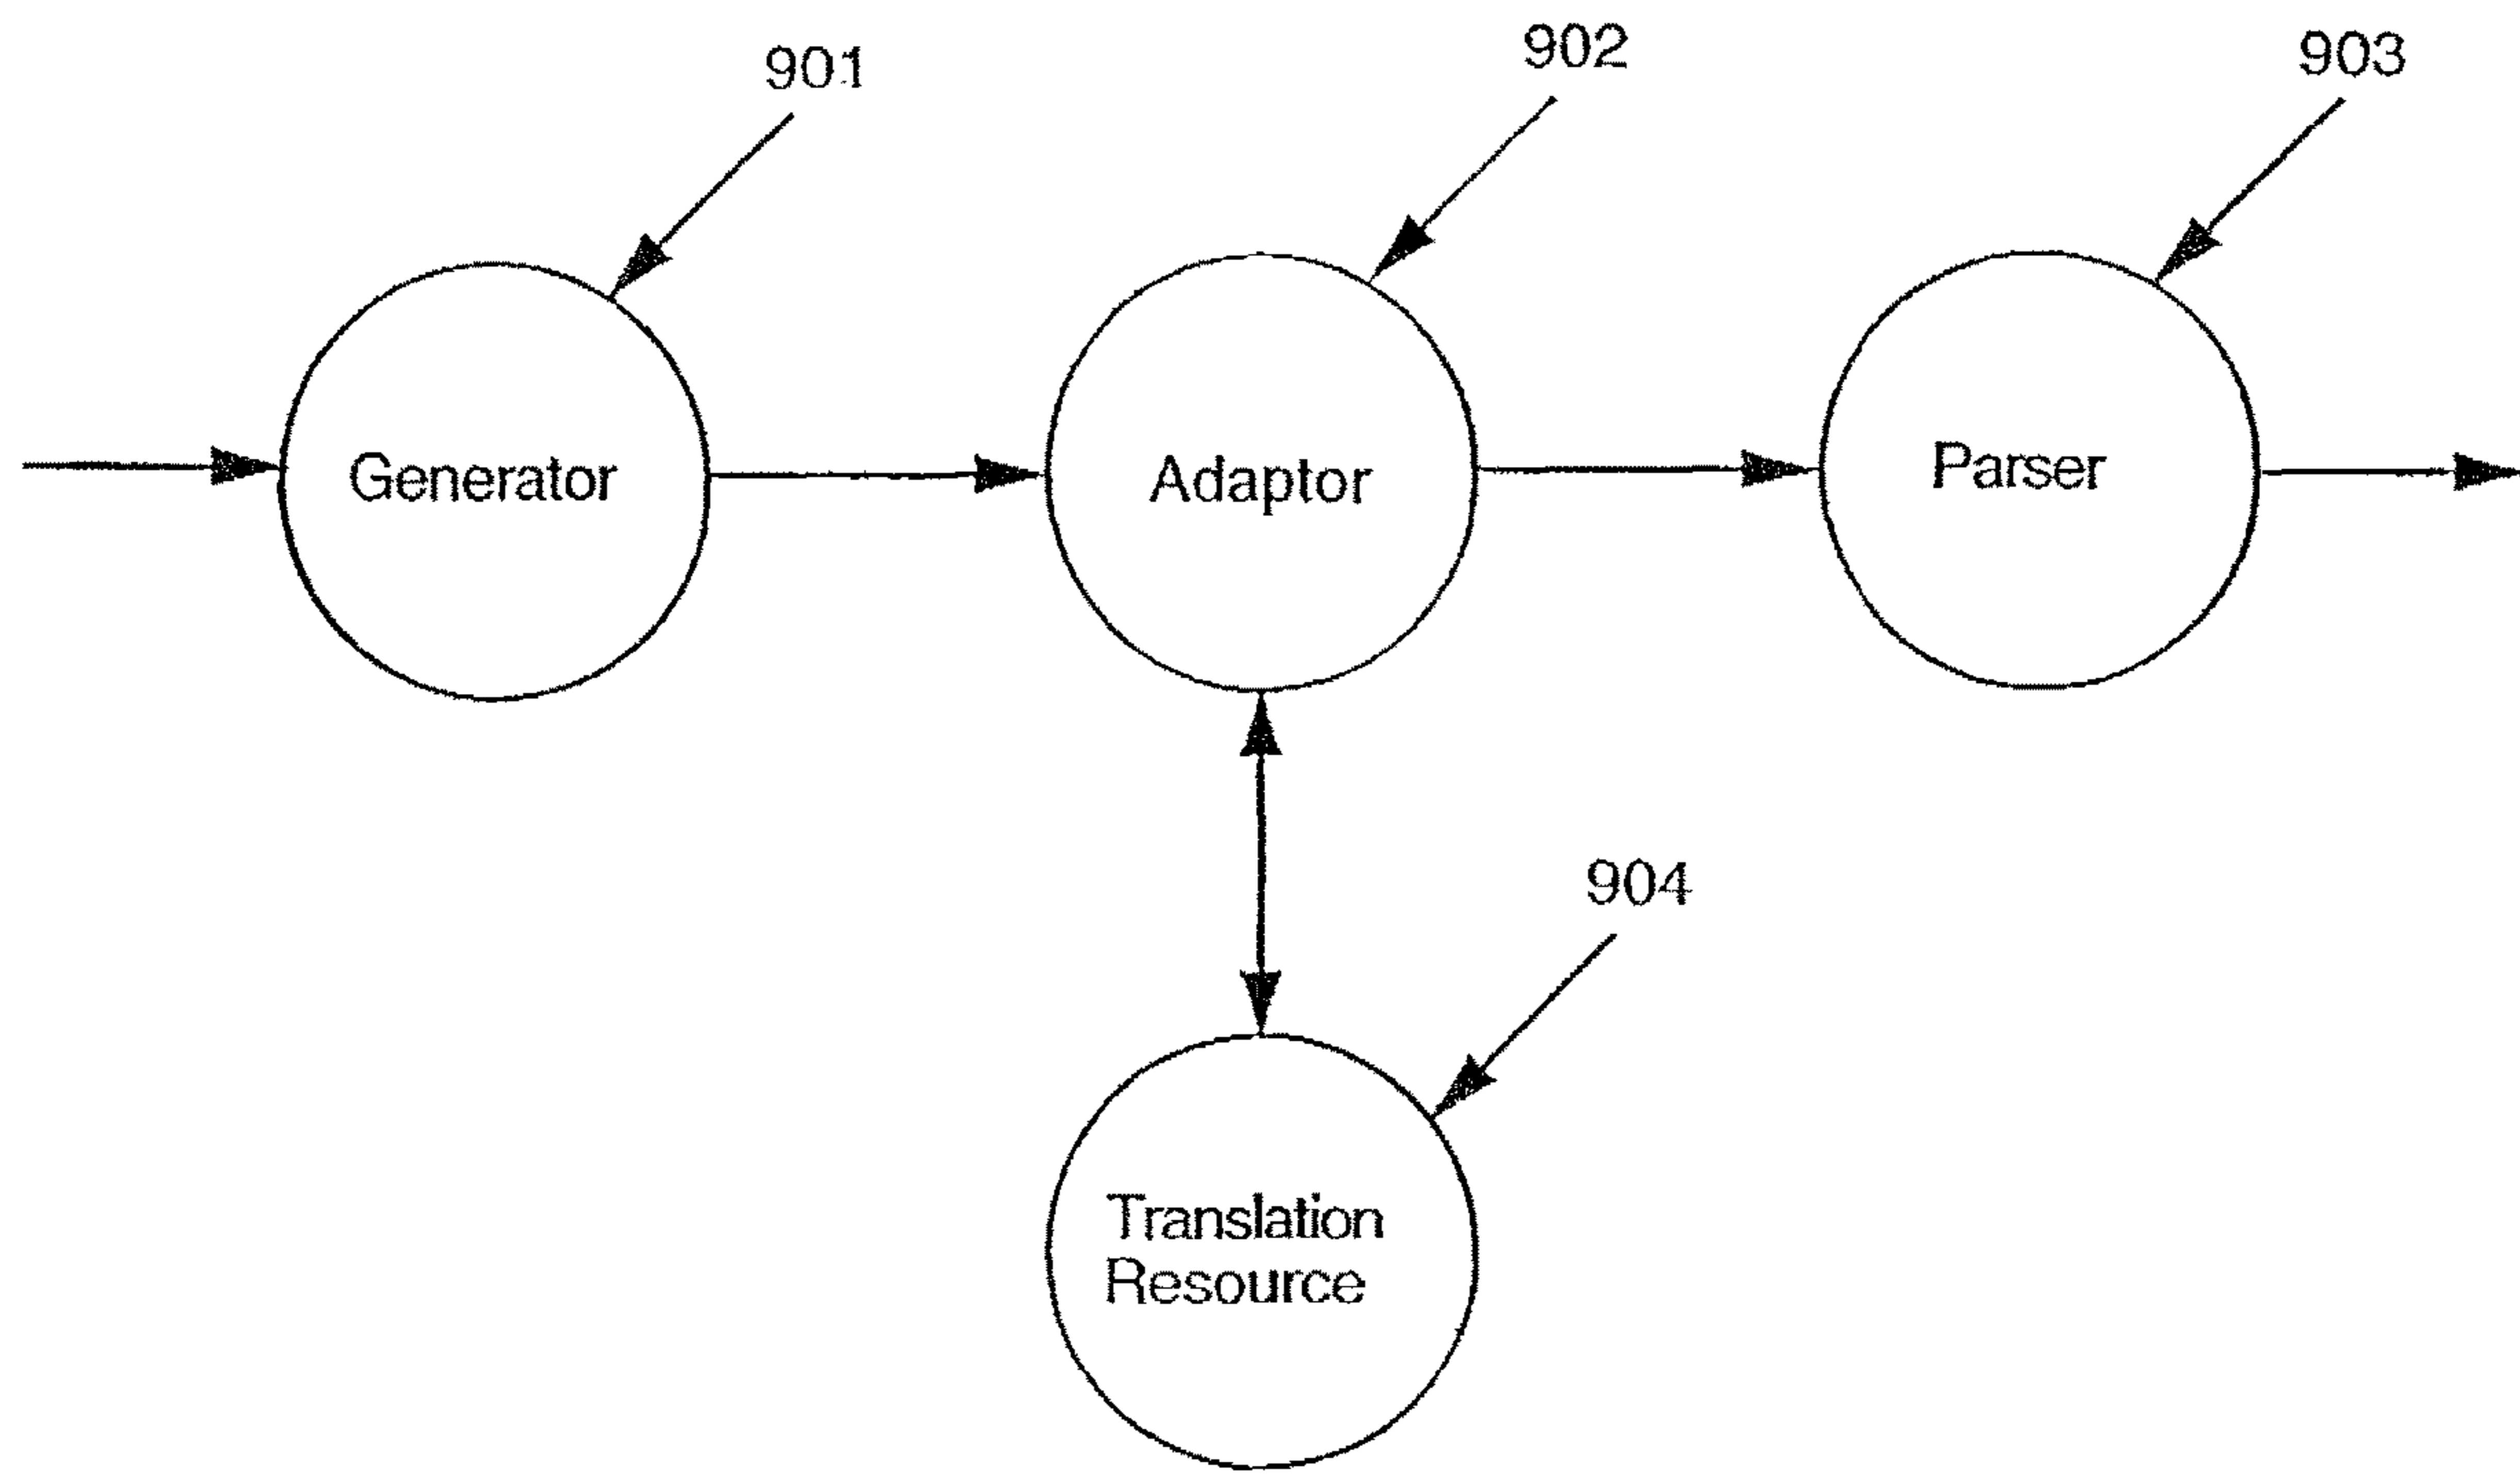 901
902
903
Generator
Adaptor
Parser
904
Translation
Resource